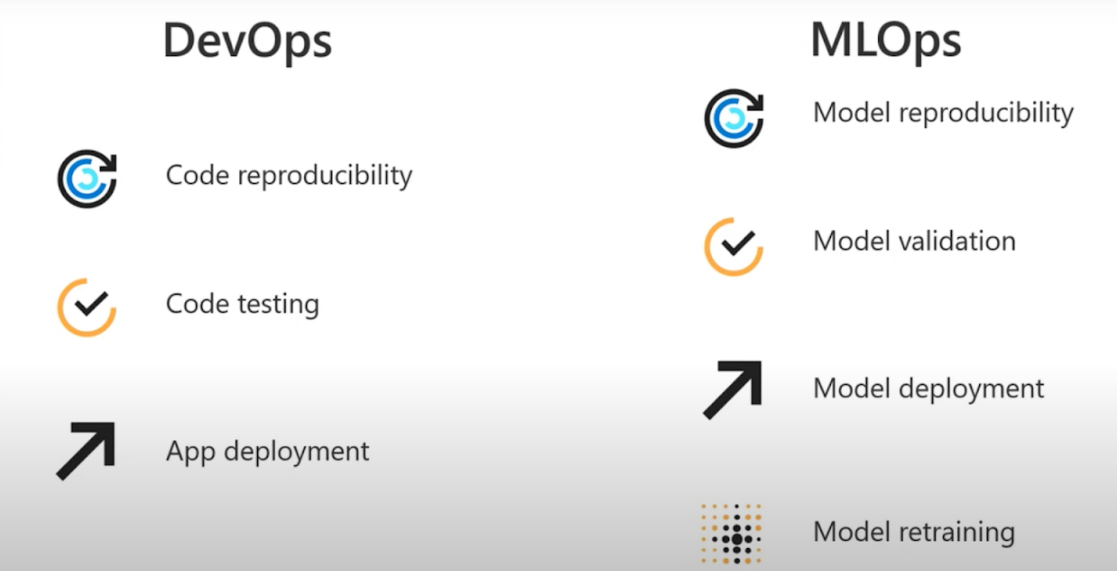 DevOps
Code reproducibility
Code testing
App deployment
MLOps
Model reproducibility
Model validation
Model deployment
Model retraining